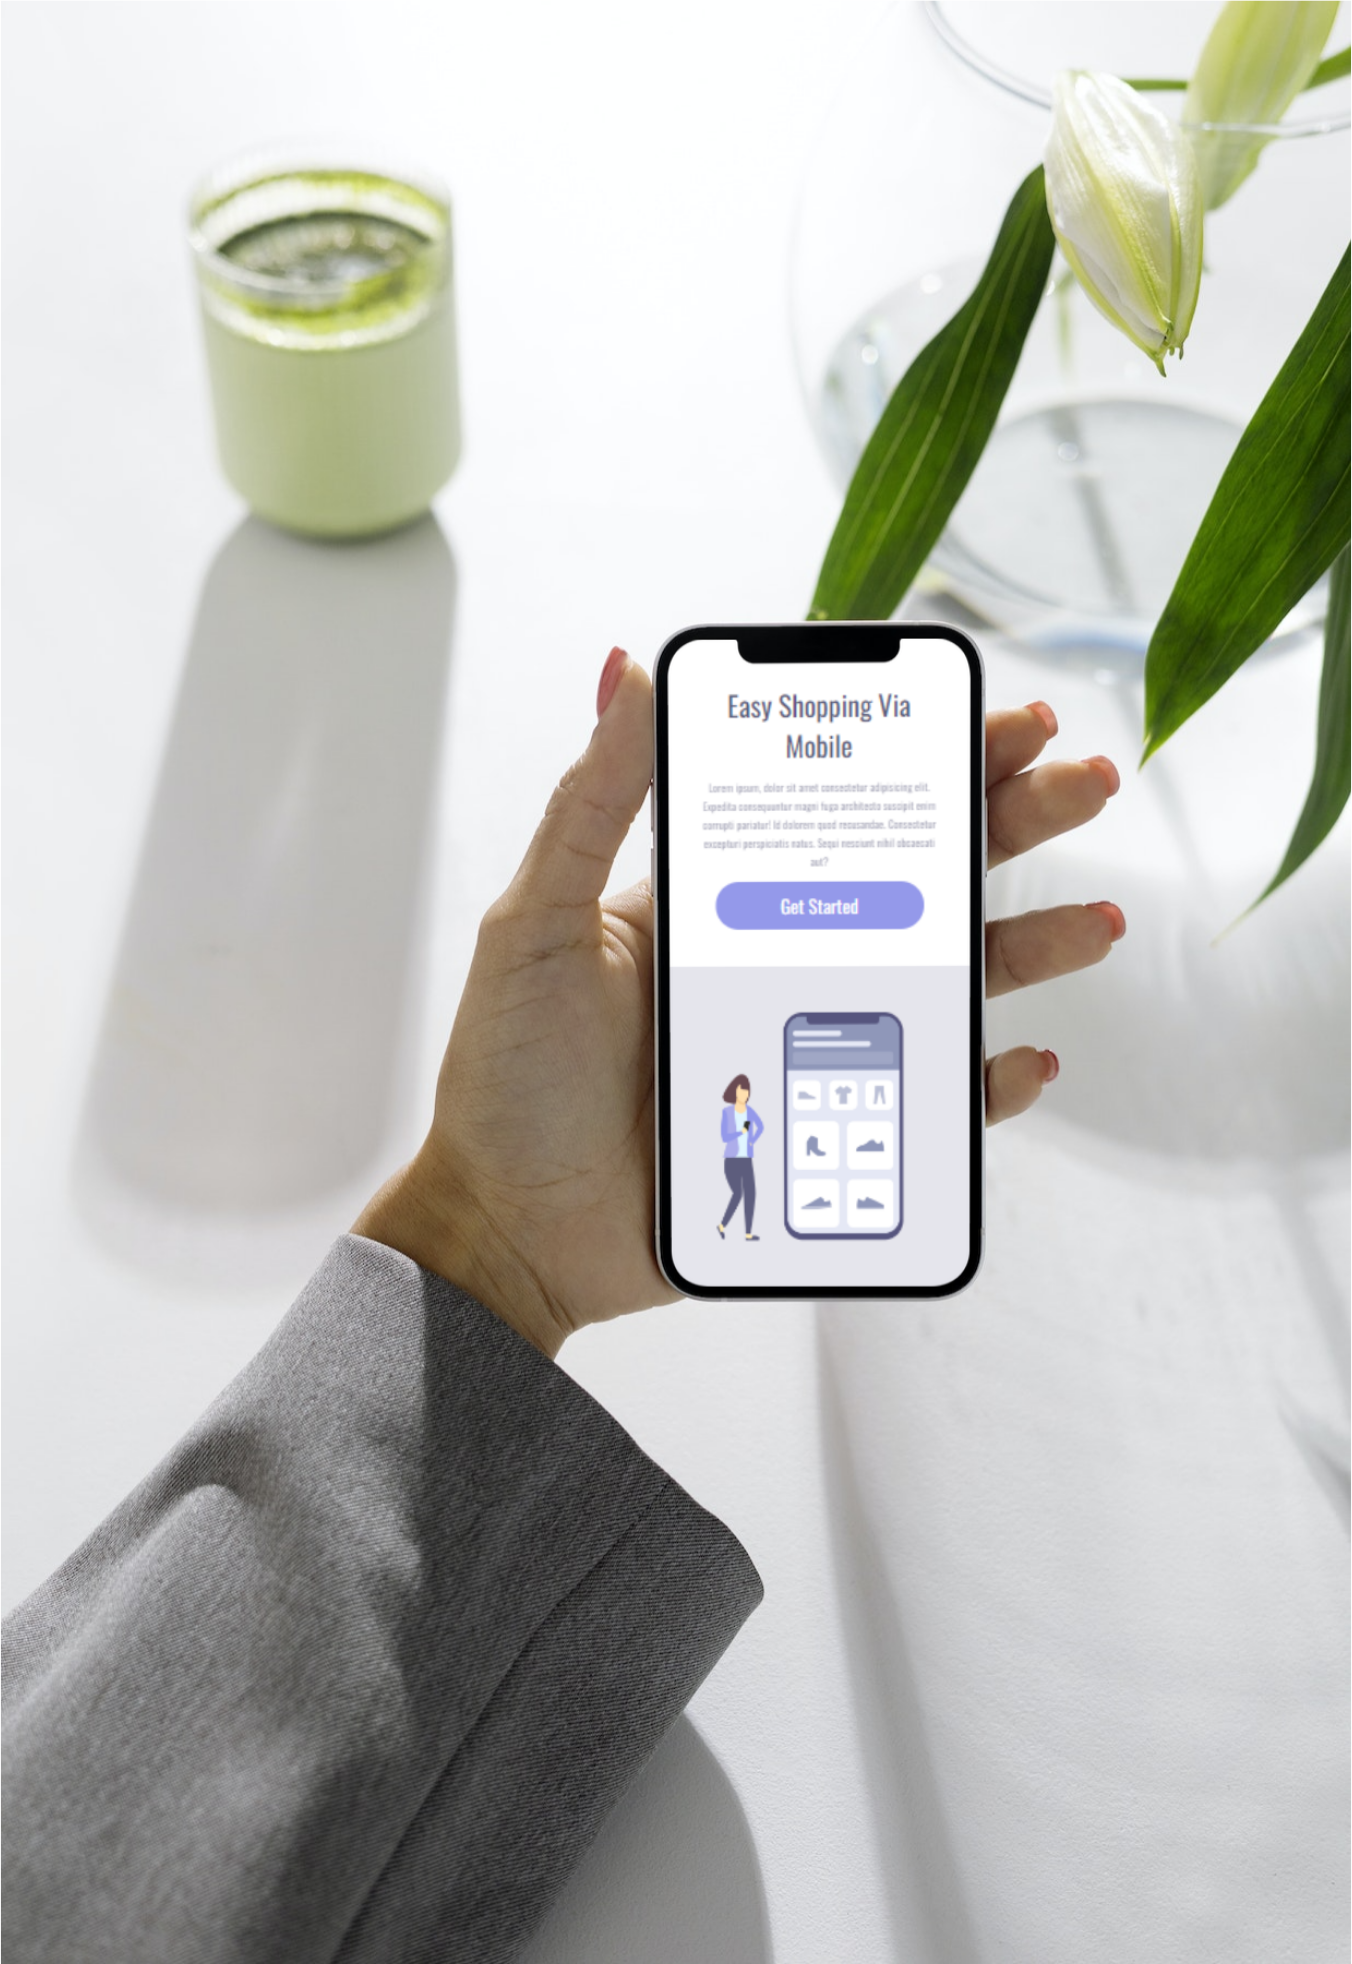 Easy Shopping Via
Mobile
Lorem ipsum, dolor sit amet consectetur adipisicing elit.
Expedita consequuntur magni fuga architecto suscipit enim
corrupti pariatur! Id dolorem quod recusandae. Consectetur
excepturi perspiciatis natus. Sequi nesciunt nihil obcaecati
aut?
Get Started